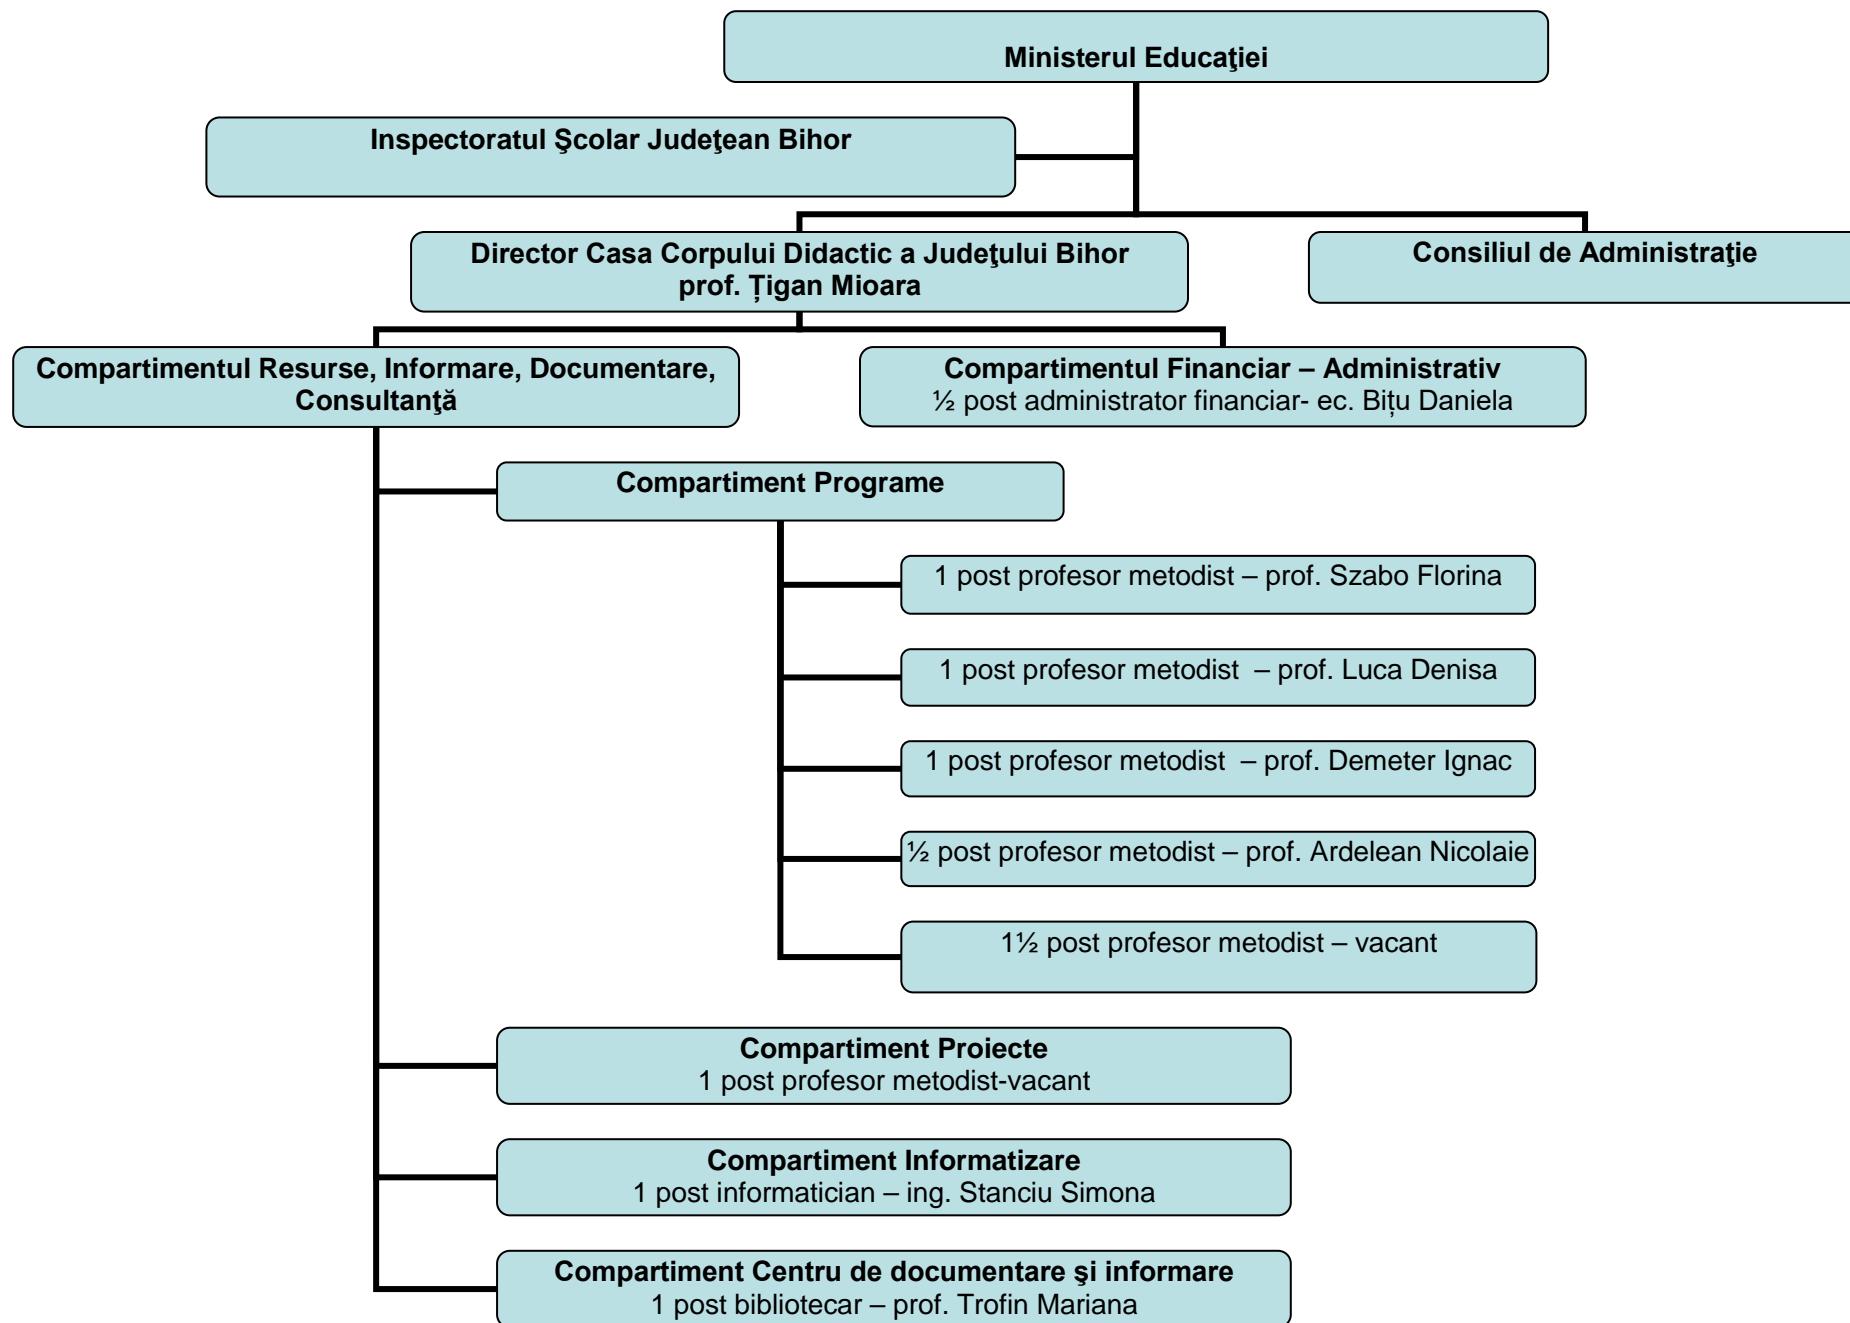 Ministerul Educaţiei
Inspectoratul Şcolar Judeţean Bihor
Director Casa Corpului Didactic a Judeţului Bihor
prof. Țigan Mioara
Consiliul de Administraţie
Compartimentul Resurse, Informare, Documentare,
Consultanţă
Compartimentul Financiar – Administrativ
½ post administrator financiar- ec. Bițu Daniela
Compartiment Programe
1 post profesor metodist – prof. Szabo Florina
1 post profesor metodist – prof. Luca Denisa
1 post profesor metodist – prof. Demeter Ignac
½ post profesor metodist – prof. Ardelean Nicolaie
1½ post profesor metodist – vacant
Compartiment Proiecte
1 post profesor metodist-vacant
Compartiment Informatizare
1 post informatician – ing. Stanciu Simona
Compartiment Centru de documentare şi informare
1 post bibliotecar – prof. Trofin Mariana